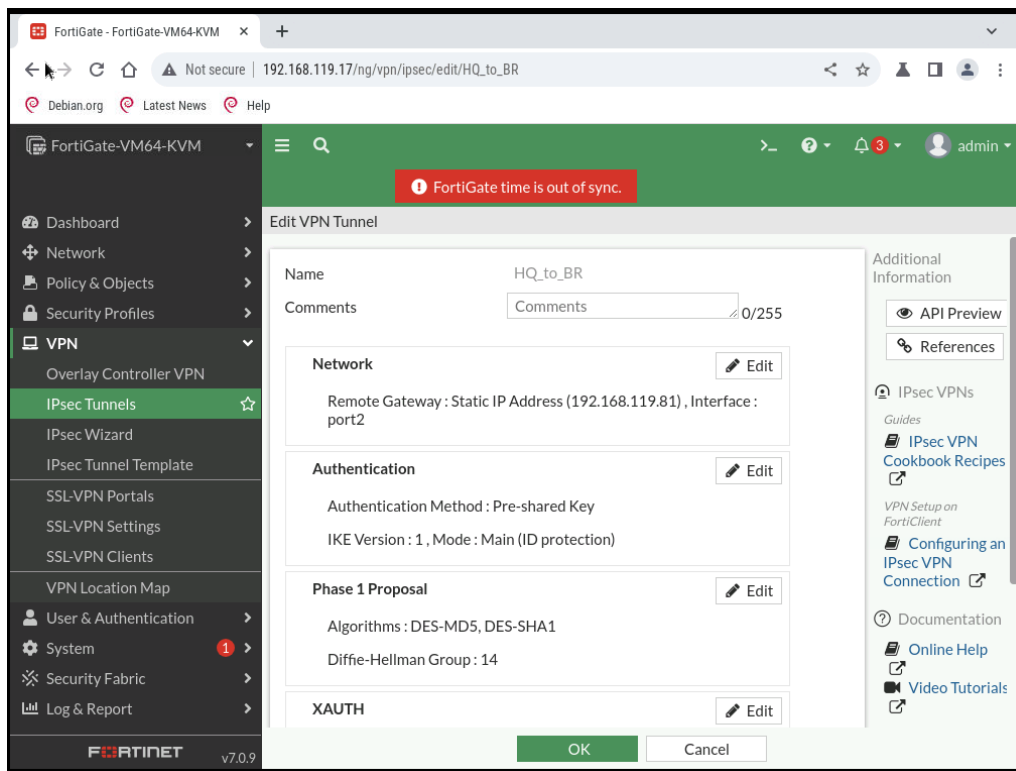 FortiGate - FortiGate-VM64-KVM
Not secure | 192.168.119.17/ng/vpn/ipsec/edit/HQ_to_BR
Debian.org Latest News Help
FortiGate-VM64-KVM
3 admin
FortiGate time is out of sync.
Dashboard
Network
Policy & Objects
Security Profiles
VPN
Overlay Controller VPN
IPsec Tunnels
IPsec Wizard
IPsec Tunnel Template
SSL-VPN Portals
SSL-VPN Settings
SSL-VPN Clients
VPN Location Map
User & Authentication
System 1
Security Fabric
Log & Report
FORTINET v7.0.9
Edit VPN Tunnel
Name HQ_to_BR
Comments Comments 0/255
Network Edit
Remote Gateway : Static IP Address (192.168.119.81) , Interface :
port2
Authentication Edit
Authentication Method : Pre-shared Key
IKE Version : 1 , Mode : Main (ID protection)
Phase 1 Proposal Edit
Algorithms : DES-MD5, DES-SHA1
Diffie-Hellman Group : 14
XAUTH Edit
OK Cancel
Additional
Information
API Preview
References
IPsec VPNs
Guides
IPsec VPN
Cookbook Recipes
VPN Setup on
FortiClient
Configuring an
IPsec VPN
Connection
Documentation
Online Help
Video Tutorials